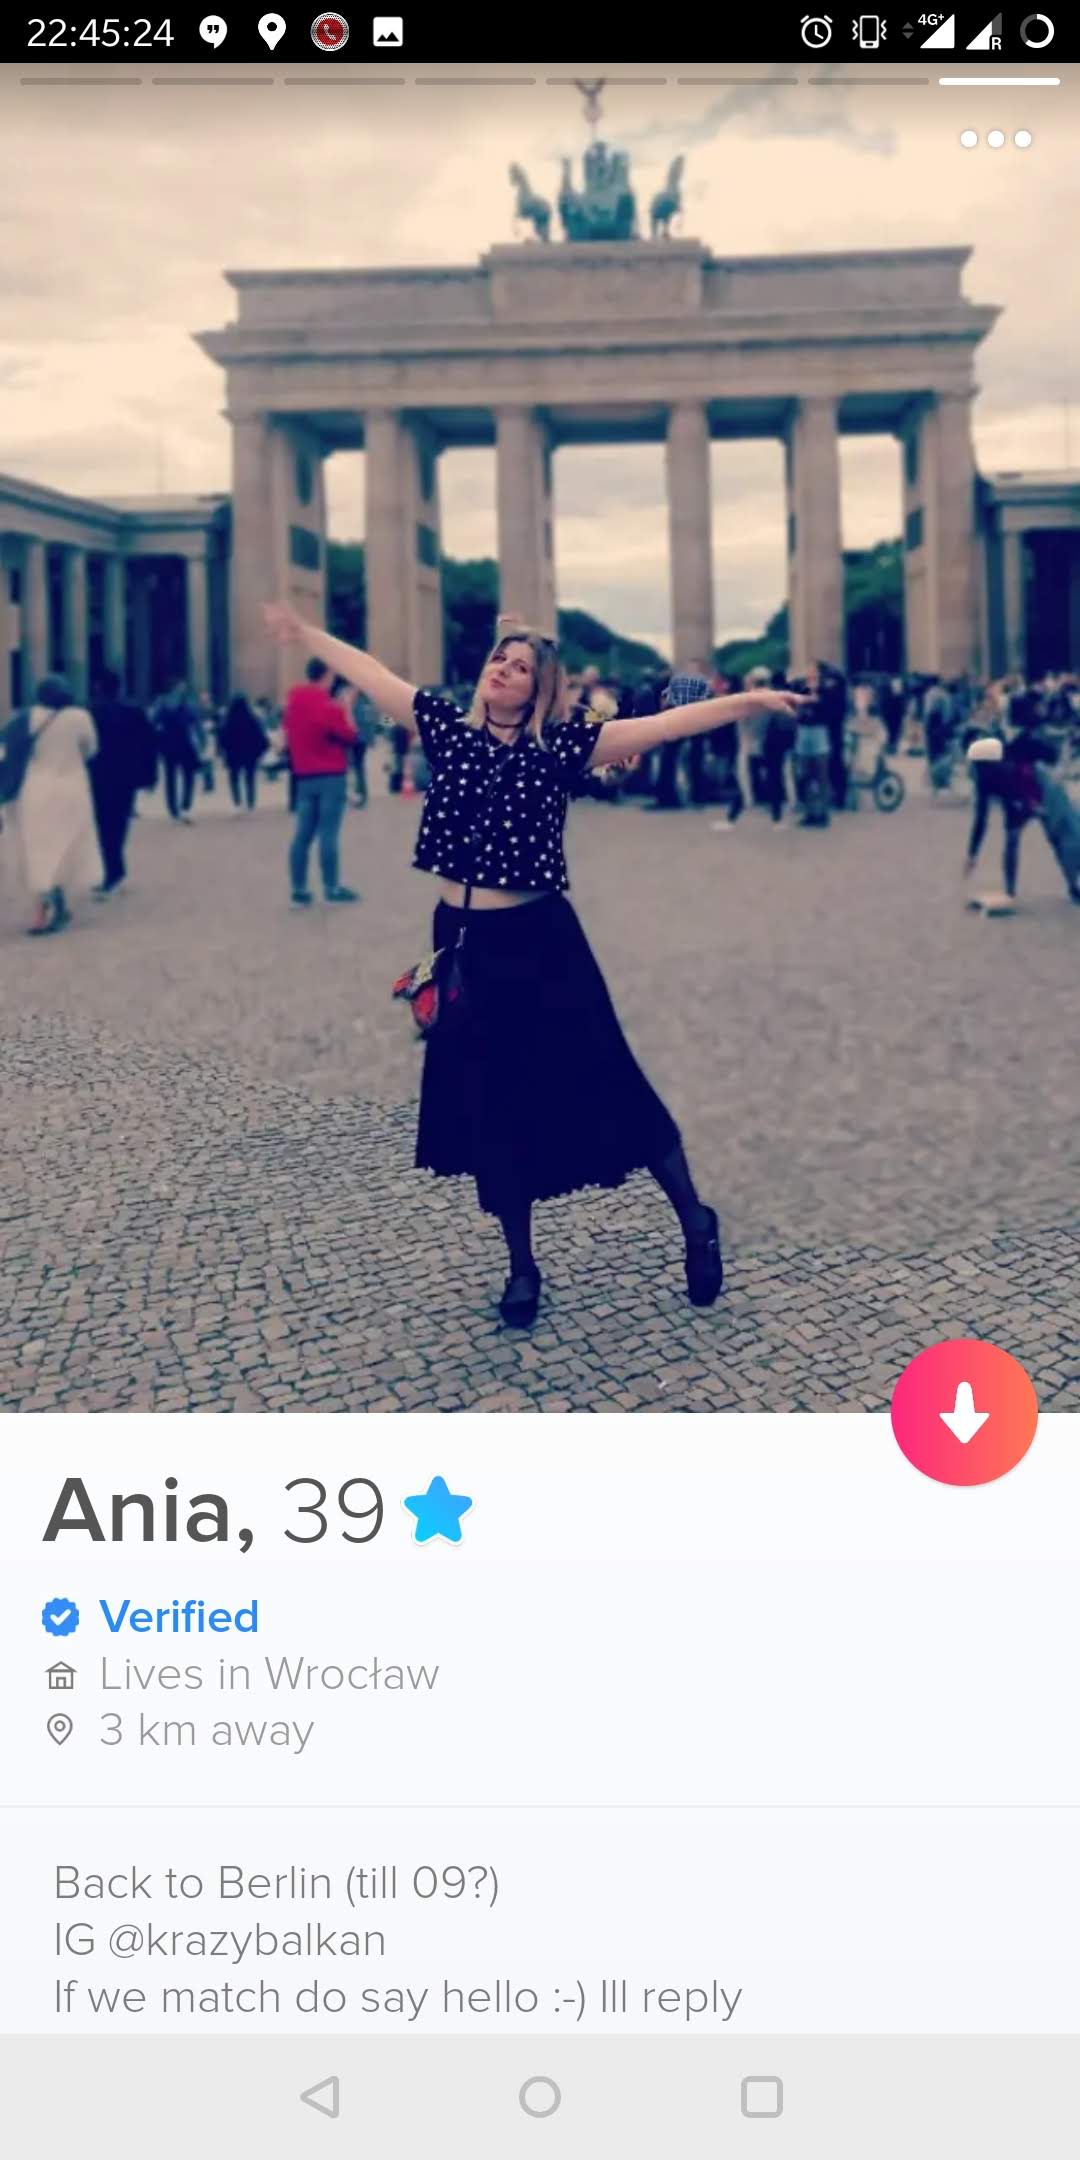 22:45:24
4G+
R
Ania, 39
Verified
Lives in Wrocław
3 km away
Back to Berlin (till 09?)
IG @krazybalkan
If we match do say hello :-) Ill reply